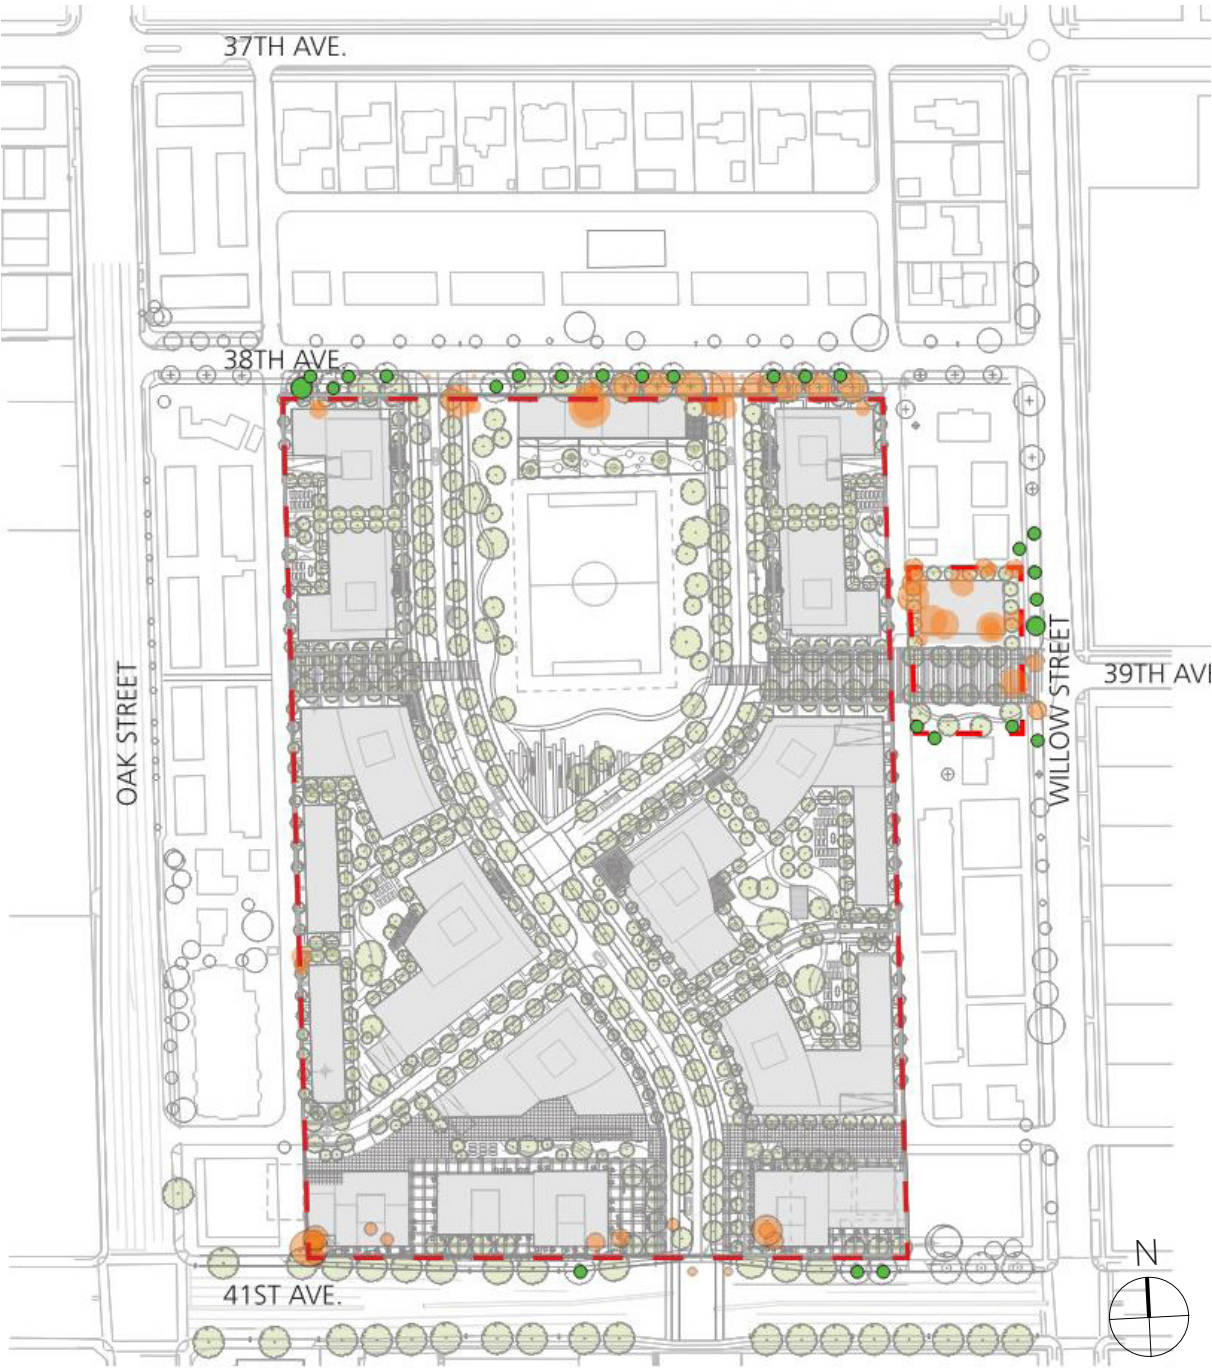 37TH AVE.
38TH AVE.
OAK STREET
WILLOW STREET
39TH AVE
N
41ST AVE.